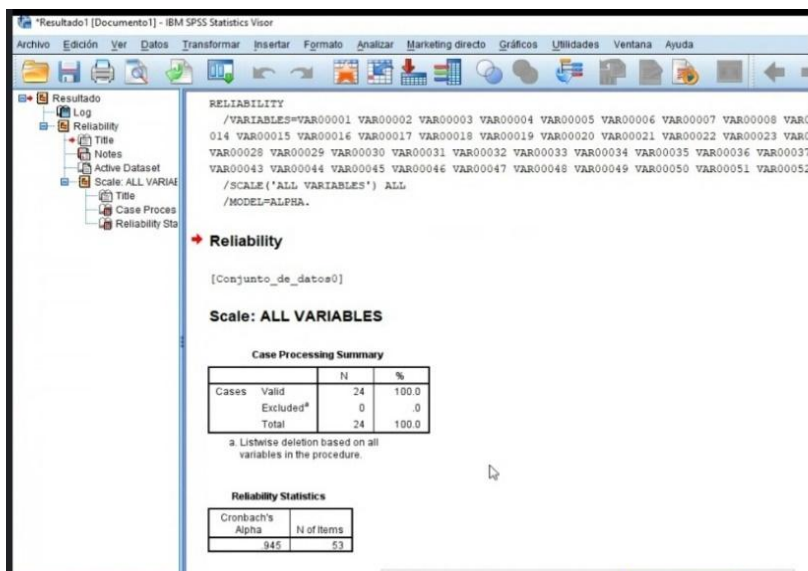 *Resultado1 [Documento1] - IBM SPSS Statistics Visor
Archivo Edición Ver Datos Transformar Insertar Formato Analizar Marketing directo Gráficos Utilidades Ventana Ayuda
Resultado
Log
Reliability
Title
Notes
Active Dataset
Scale: ALL VARIAE
Title
Case Proces
Reliability Sta
RELIABILITY
/VARIABLES=VAR00001 VAR00002 VAR00003 VAR00004 VAR00005 VAR00006 VAR00007 VAR00008 VAR0
014 VAR00015 VAR00016 VAR00017 VAR00018 VAR00019 VAR00020 VAR00021 VAR00022 VAR00023 VAR0
VAR00028 VAR00029 VAR00030 VAR00031 VAR00032 VAR00033 VAR00034 VAR00035 VAR00036 VAR00037
VAR00043 VAR00044 VAR00045 VAR00046 VAR00047 VAR00048 VAR00049 VAR00050 VAR00051 VAR00052
/SCALE('ALL VARIABLES') ALL
/MODEL=ALPHA.
Reliability
[Conjunto_de_datos0]
Scale: ALL VARIABLES
Case Processing Summary
N %
Cases Valid 24 100.0
Excludedª 0 .0
Total 24 100.0
a. Listwise deletion based on all
variables in the procedure.
Reliability Statistics
Cronbach's
Alpha N of Items
.945 53